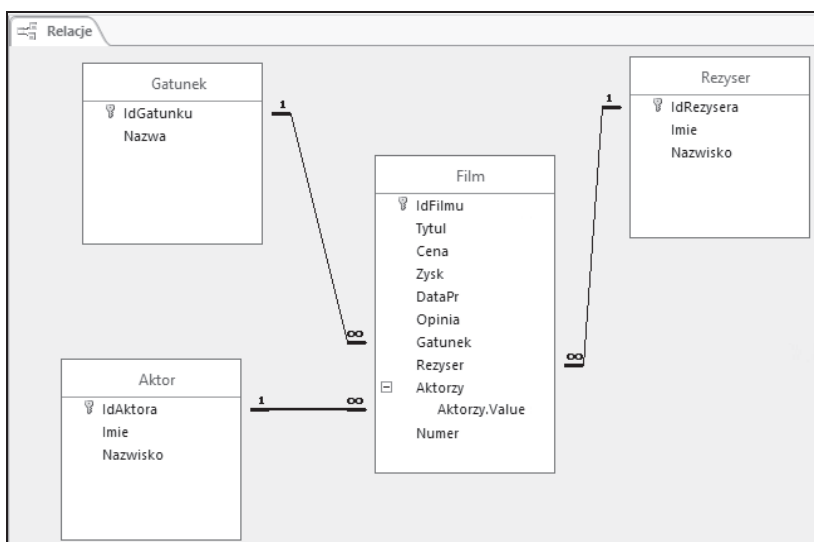 Relacje
Gatunek
IdGatunku
Nazwa
1
∞
Aktor
IdAktora
Imie
Nazwisko
1
∞
Film
IdFilmu
Tytul
Cena
Zysk
DataPr
Opinia
Gatunek
Rezyser
Aktorzy
Aktorzy.Value
Numer
Rezyser
IdRezysera
Imie
Nazwisko
1
∞